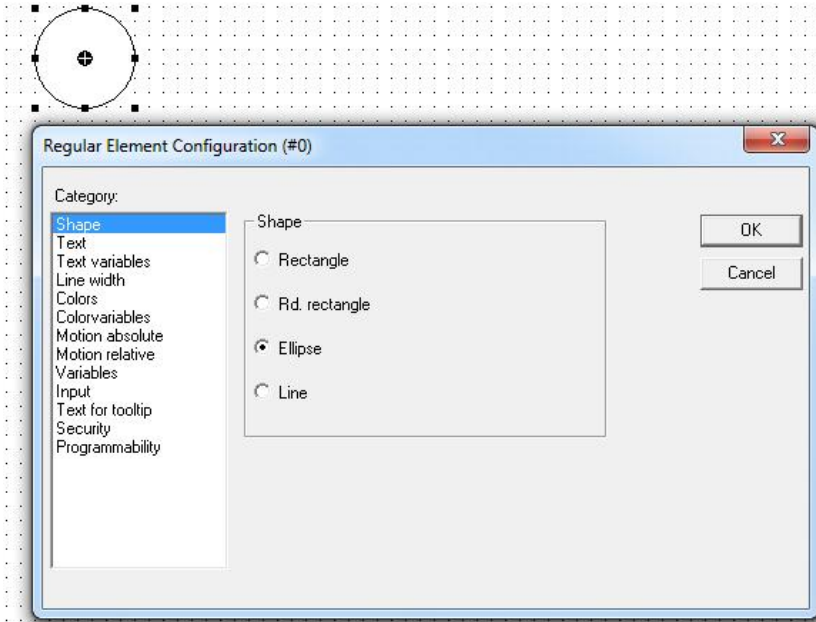 Regular Element Configuration (#0)
Category:
Shape
Text
Text variables
Line width
Colors
Colorvariables
Motion absolute
Motion relative
Variables
Input
Text for tooltip
Security
Programmability
Shape
Rectangle
Rd. rectangle
Ellipse
Line
OK
Cancel